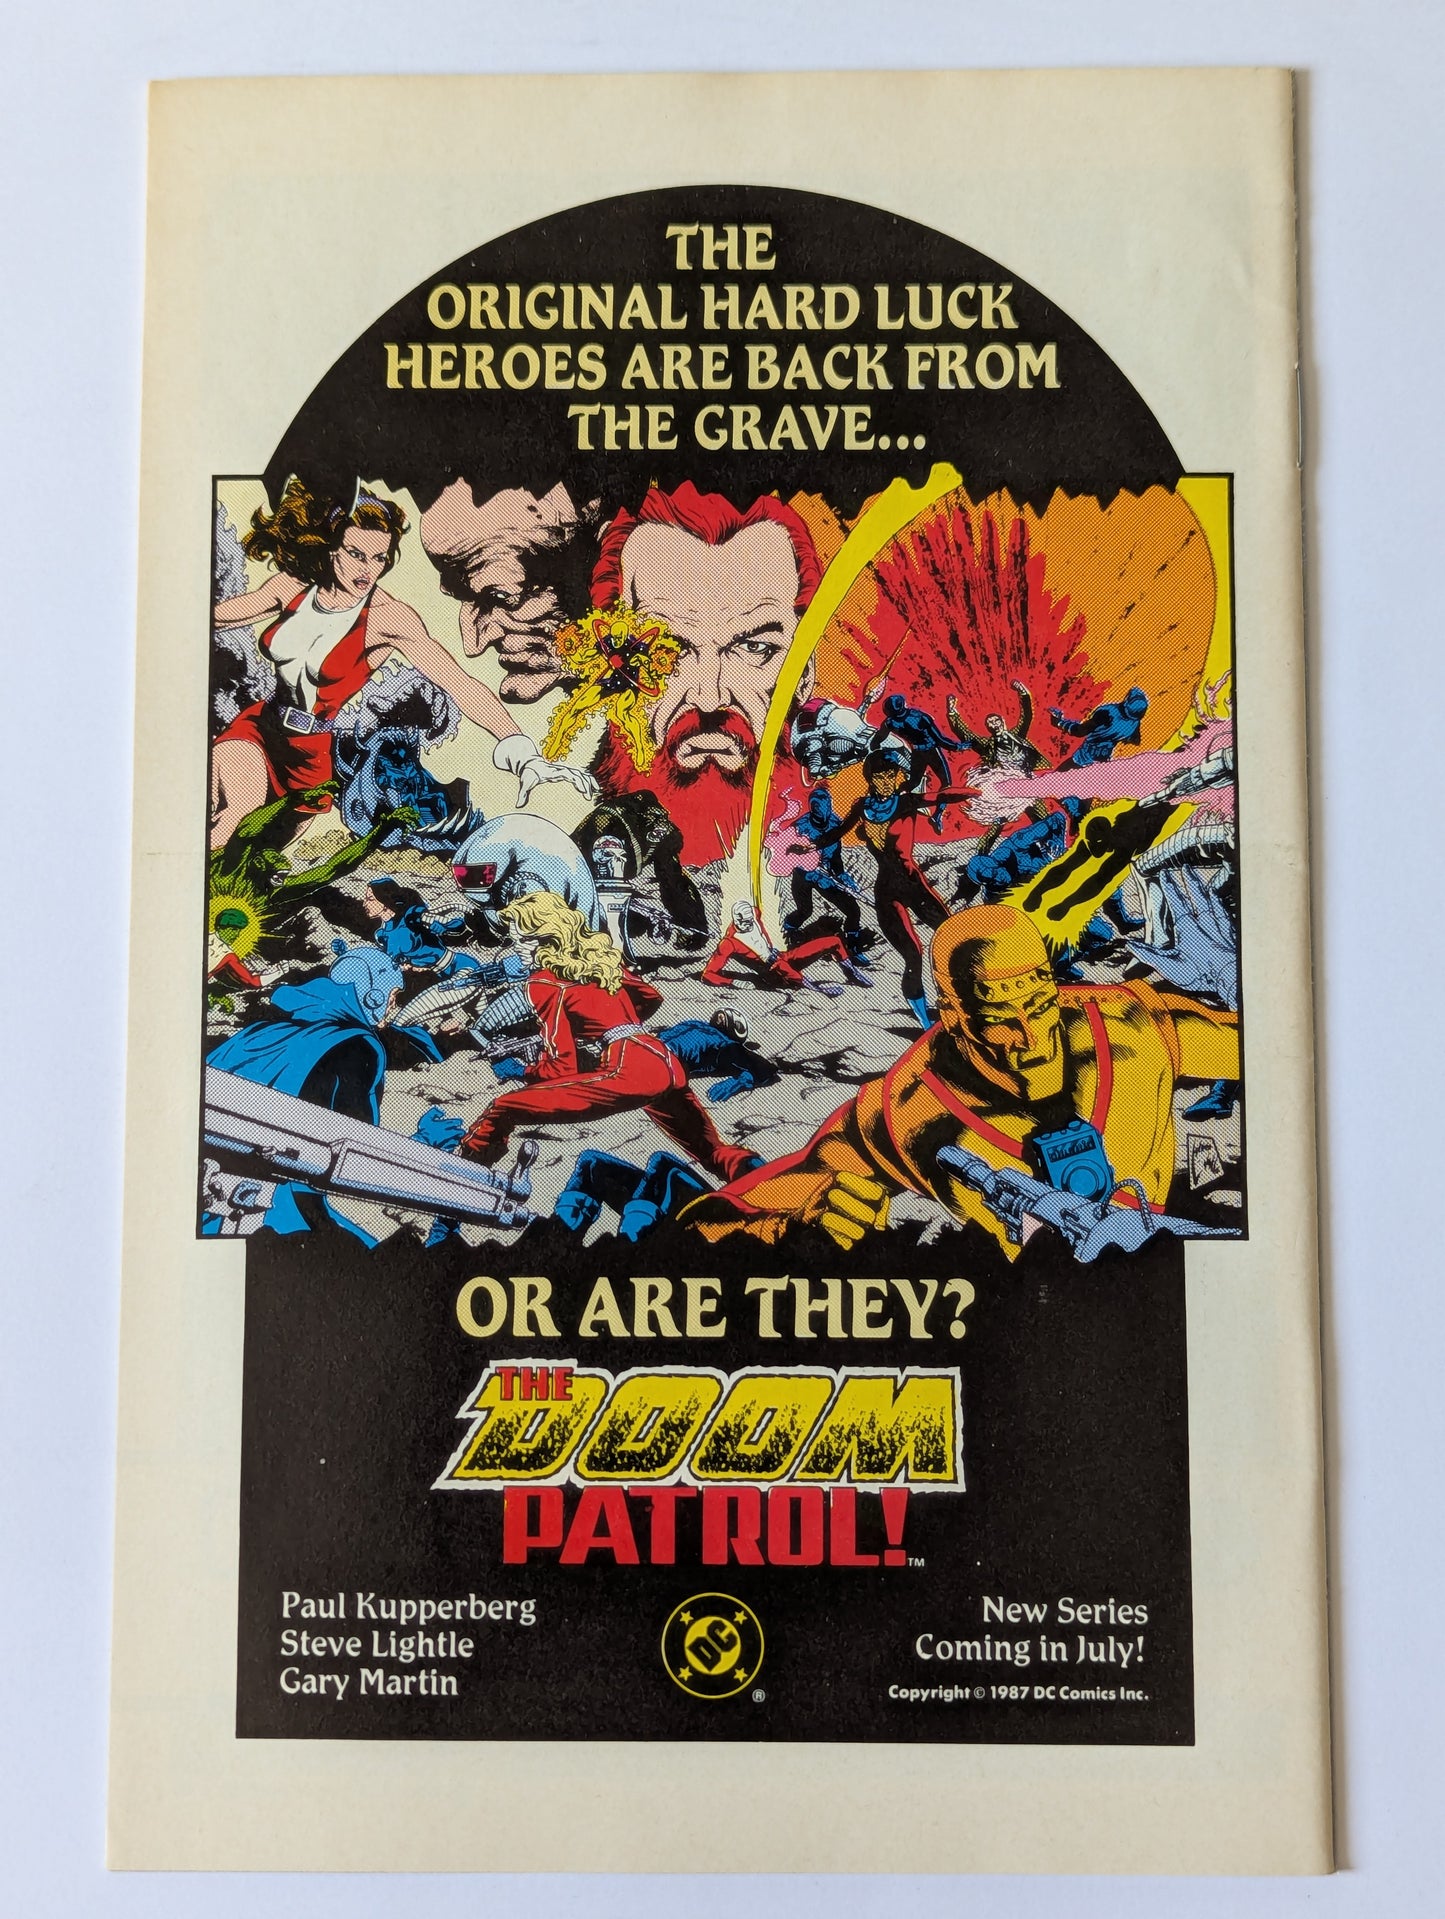 THE
ORIGINAL HARD LUCK
HEROES ARE BACK FROM
THE GRAVE...
OR ARE THEY?
THE
DOOM
PATROL!™
Paul Kupperberg
Steve Lightle
Gary Martin
DC
®
New Series
Coming in July!
Copyright © 1987 DC Comics Inc.